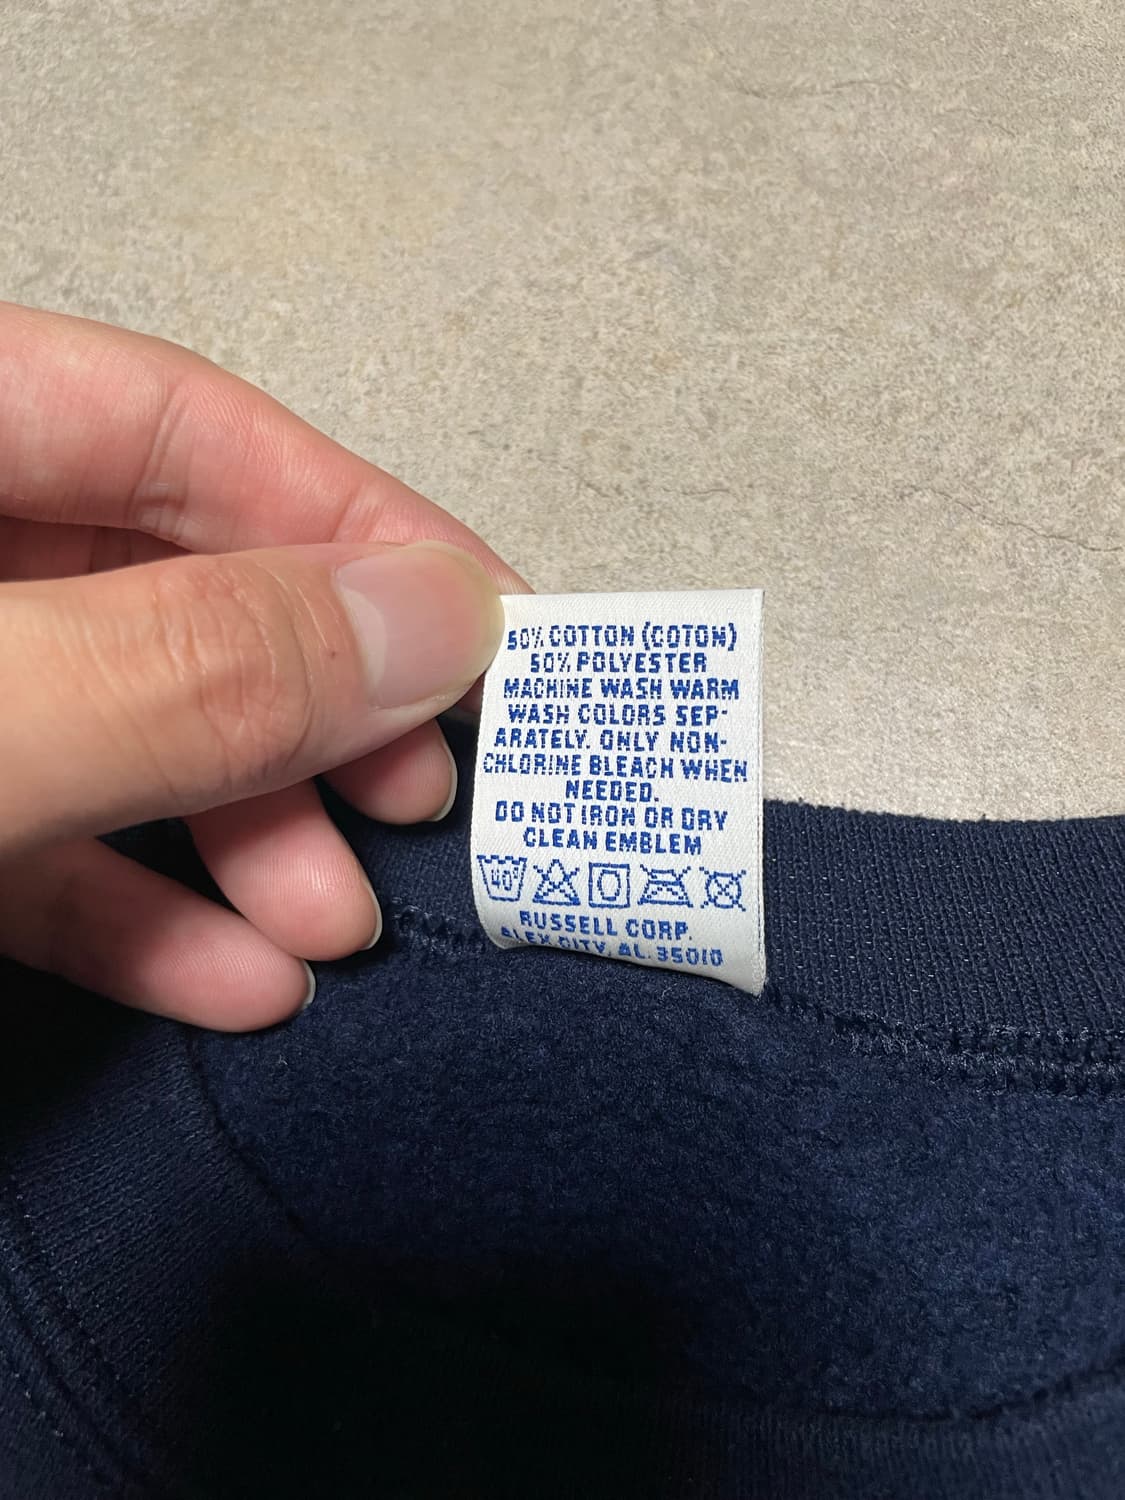 50% COTTON (COTON)
50% POLYESTER
MACHINE WASH WARM
WASH COLORS SEP-
ARATELY. ONLY NON-
CHLORINE BLEACH WHEN
NEEDED.
DO NOT IRON OR DRY
CLEAN EMBLEM
40°
RUSSELL CORP.
ALEX CITY, AL. 35010